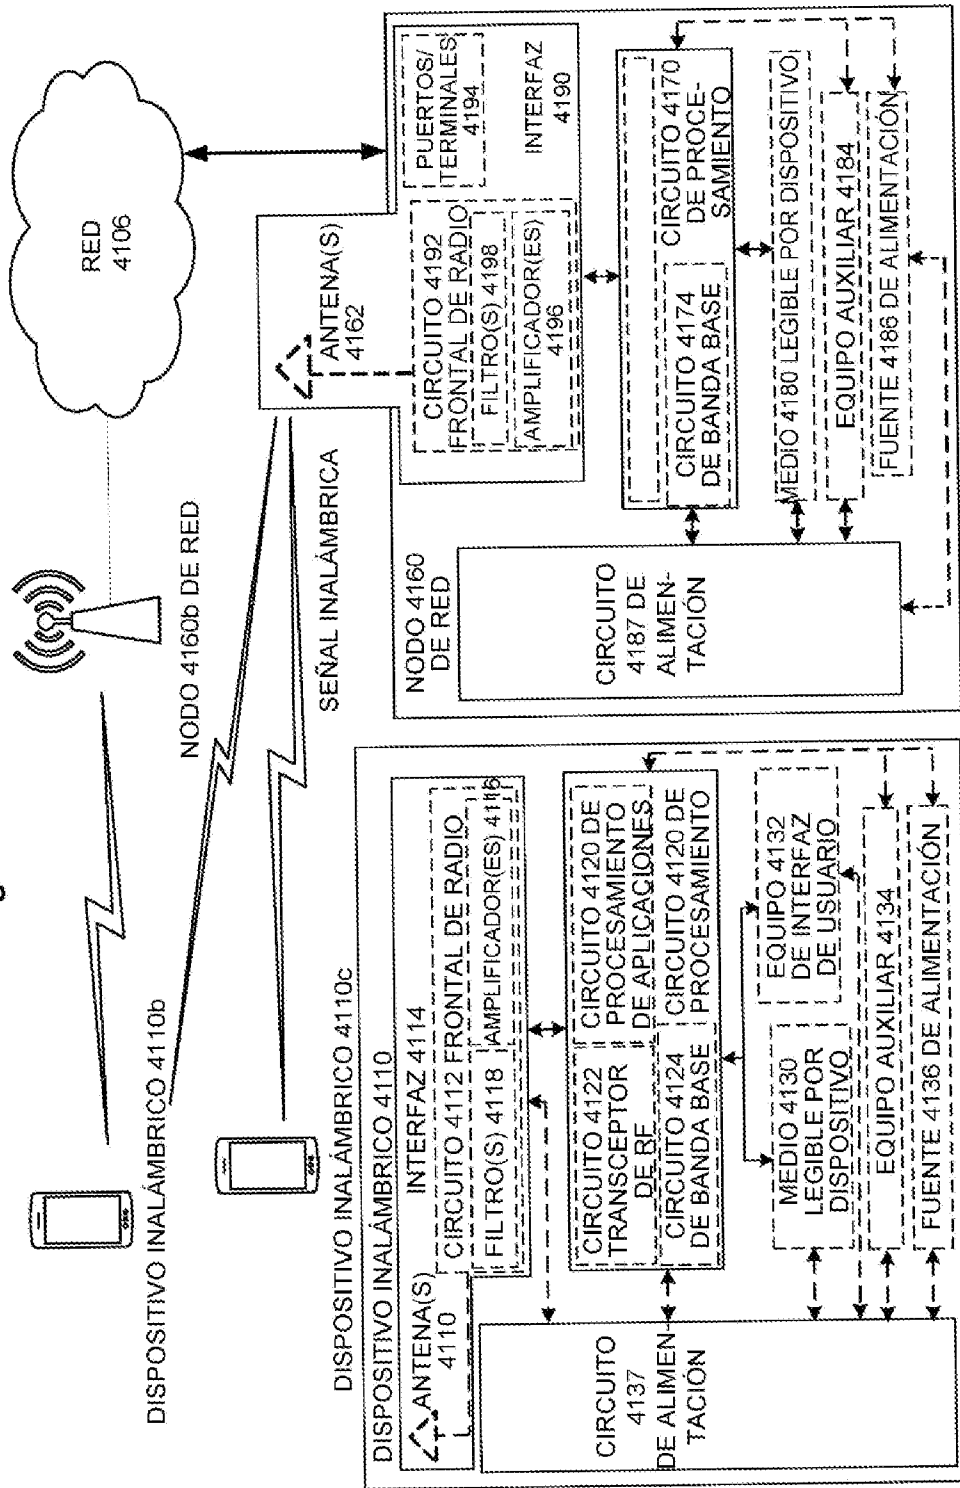 RED
4106
NODO 4160b DE RED
DISPOSITIVO INALÁMBRICO 4110b
SEÑAL INALÁMBRICA
DISPOSITIVO INALÁMBRICO 4110c
DISPOSITIVO INALÁMBRICO 4110
ANTENA(S)
4110
INTERFAZ 4114
CIRCUITO 4112 FRONTAL DE RADIO
FILTRO(S) 4118
AMPLIFICADOR(ES) 4116
CIRCUITO 4122
TRANSCEPTOR
DE RF
CIRCUITO 4120 DE
PROCESAMIENTO
DE APLICACIONES
CIRCUITO 4124
DE BANDA BASE
CIRCUITO 4120 DE
PROCESAMIENTO
CIRCUITO
4137
DE ALIMEN-
TACIÓN
MEDIO 4130
LEGIBLE POR
DISPOSITIVO
EQUIPO 4132
DE INTERFAZ
DE USUARIO
EQUIPO AUXILIAR 4134
FUENTE 4136 DE ALIMENTACIÓN
NODO 4160
DE RED
ANTENA(S)
4162
CIRCUITO 4192
FRONTAL DE RADIO
FILTRO(S) 4198
AMPLIFICADOR(ES)
4196
PUERTOS/
TERMINALES
4194
INTERFAZ
4190
CIRCUITO 4174
DE BANDA BASE
CIRCUITO 4170
DE PROCE-
SAMIENTO
CIRCUITO
4187 DE
ALIMEN-
TACIÓN
MEDIO 4180 LEGIBLE POR DISPOSITIVO
EQUIPO AUXILIAR 4184
FUENTE 4186 DE ALIMENTACIÓN